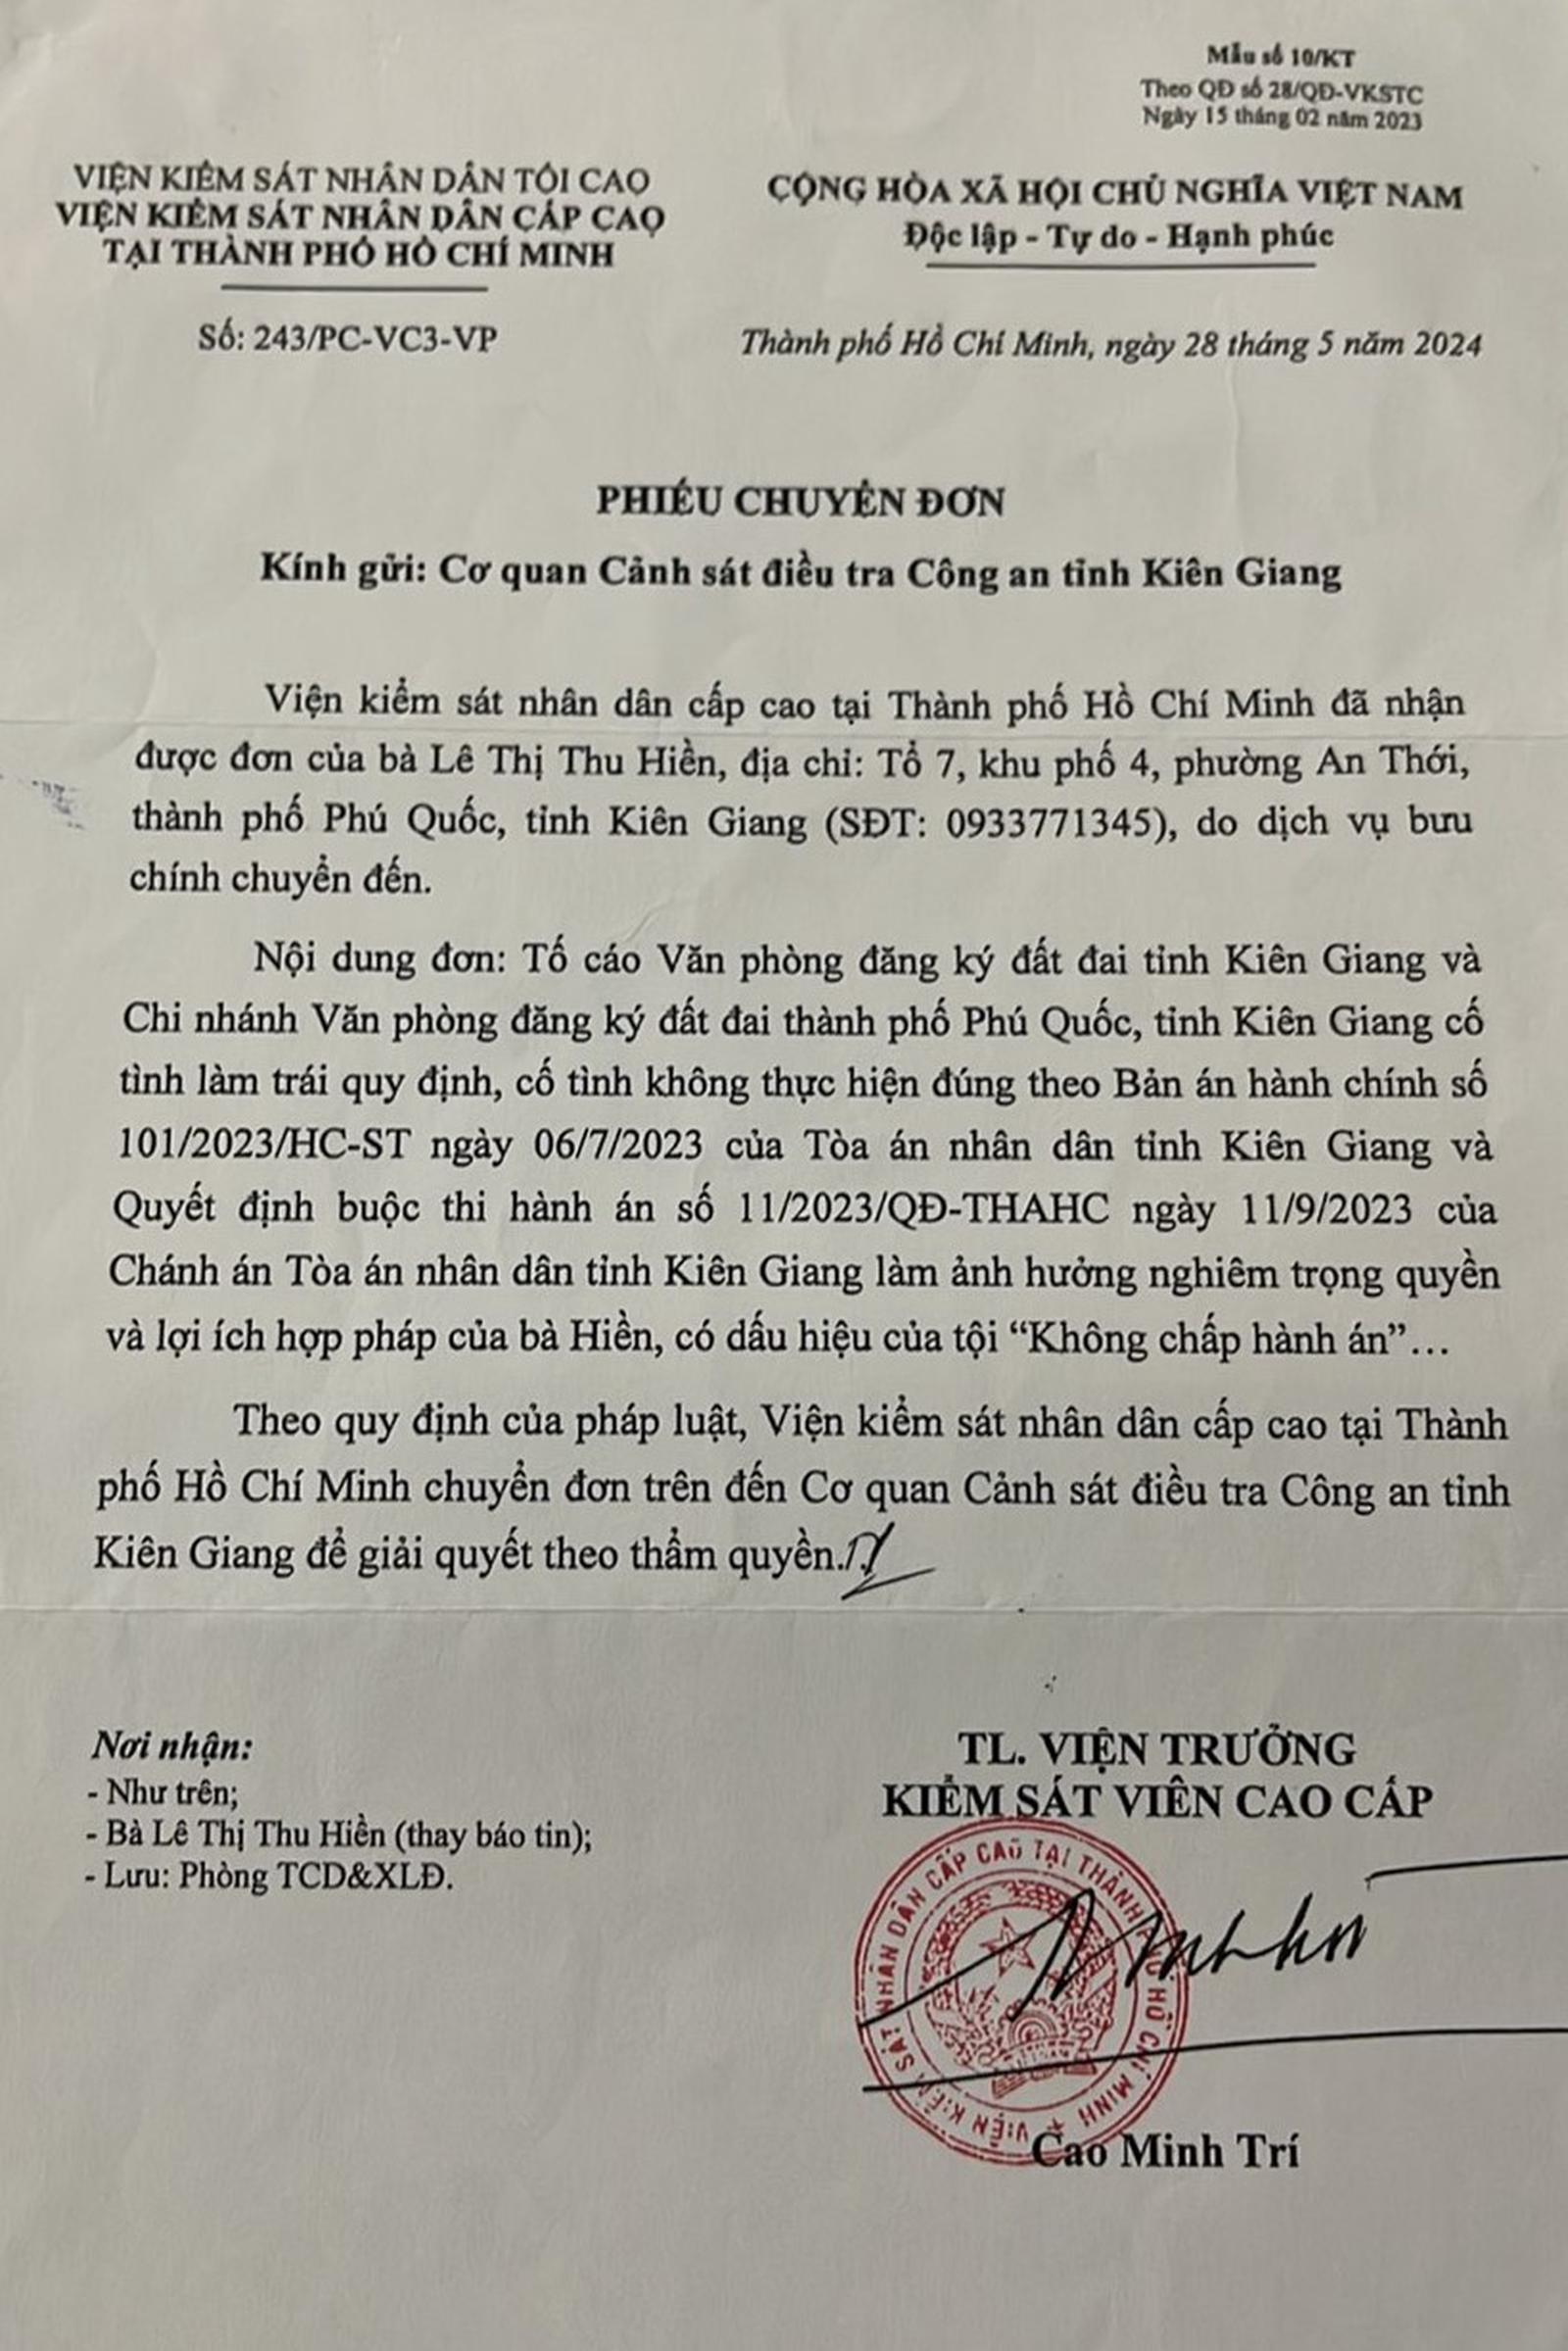 Mẫu số 10/KT
Theo QĐ số 28/QĐ-VKSTC
Ngày 15 tháng 02 năm 2023
VIỆN KIỂM SÁT NHÂN DÂN TỐI CAO
VIỆN KIỂM SÁT NHÂN DÂN CẤP CAO
TẠI THÀNH PHỐ HỒ CHÍ MINH
Số: 243/PC-VC3-VP
CỘNG HÒA XÃ HỘI CHỦ NGHĨA VIỆT NAM
Độc lập - Tự do - Hạnh phúc
Thành phố Hồ Chí Minh, ngày 28 tháng 5 năm 2024
PHIẾU CHUYỂN ĐƠN
Kính gửi: Cơ quan Cảnh sát điều tra Công an tỉnh Kiên Giang
Viện kiểm sát nhân dân cấp cao tại Thành phố Hồ Chí Minh đã nhận
được đơn của bà Lê Thị Thu Hiền, địa chỉ: Tổ 7, khu phố 4, phường An Thới,
thành phố Phú Quốc, tỉnh Kiên Giang (SĐT: 0933771345), do dịch vụ bưu
chính chuyển đến.
Nội dung đơn: Tố cáo Văn phòng đăng ký đất đai tỉnh Kiên Giang và
Chi nhánh Văn phòng đăng ký đất đai thành phố Phú Quốc, tỉnh Kiên Giang cố
tình làm trái quy định, cố tình không thực hiện đúng theo Bản án hành chính số
101/2023/HC-ST ngày 06/7/2023 của Tòa án nhân dân tỉnh Kiên Giang và
Quyết định buộc thi hành án số 11/2023/QĐ-THAHC ngày 11/9/2023 của
Chánh án Tòa án nhân dân tỉnh Kiên Giang làm ảnh hưởng nghiêm trọng quyền
và lợi ích hợp pháp của bà Hiền, có dấu hiệu của tội “Không chấp hành án”...
Theo quy định của pháp luật, Viện kiểm sát nhân dân cấp cao tại Thành
phố Hồ Chí Minh chuyển đơn trên đến Cơ quan Cảnh sát điều tra Công an tỉnh
Kiên Giang để giải quyết theo thẩm quyền./.
Nơi nhận:
- Như trên;
- Bà Lê Thị Thu Hiền (thay báo tin);
- Lưu: Phòng TCD&XLĐ.
TL. VIỆN TRƯỞNG
KIỂM SÁT VIÊN CAO CẤP
VIỆN KIỂM SÁT NHÂN DÂN CẤP CAO TẠI THÀNH PHỐ HỒ CHÍ MINH
Cao Minh Trí